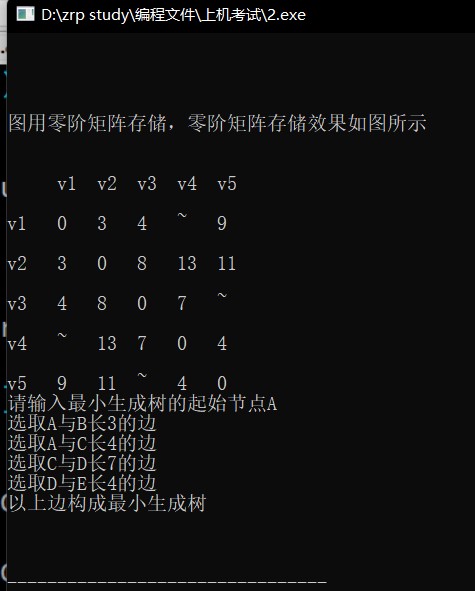 D:\zrp study\编程文件\上机考试\2.exe
图用零阶矩阵存储，零阶矩阵存储效果如图所示
v1 v2 v3 v4 v5
v1 0 3 4 ~ 9
v2 3 0 8 13 11
v3 4 8 0 7 ~
v4 ~ 13 7 0 4
v5 9 11 ~ 4 0
请输入最小生成树的起始节点A
选取A与B长3的边
选取A与C长4的边
选取C与D长7的边
选取D与E长4的边
以上边构成最小生成树
--------------------------------